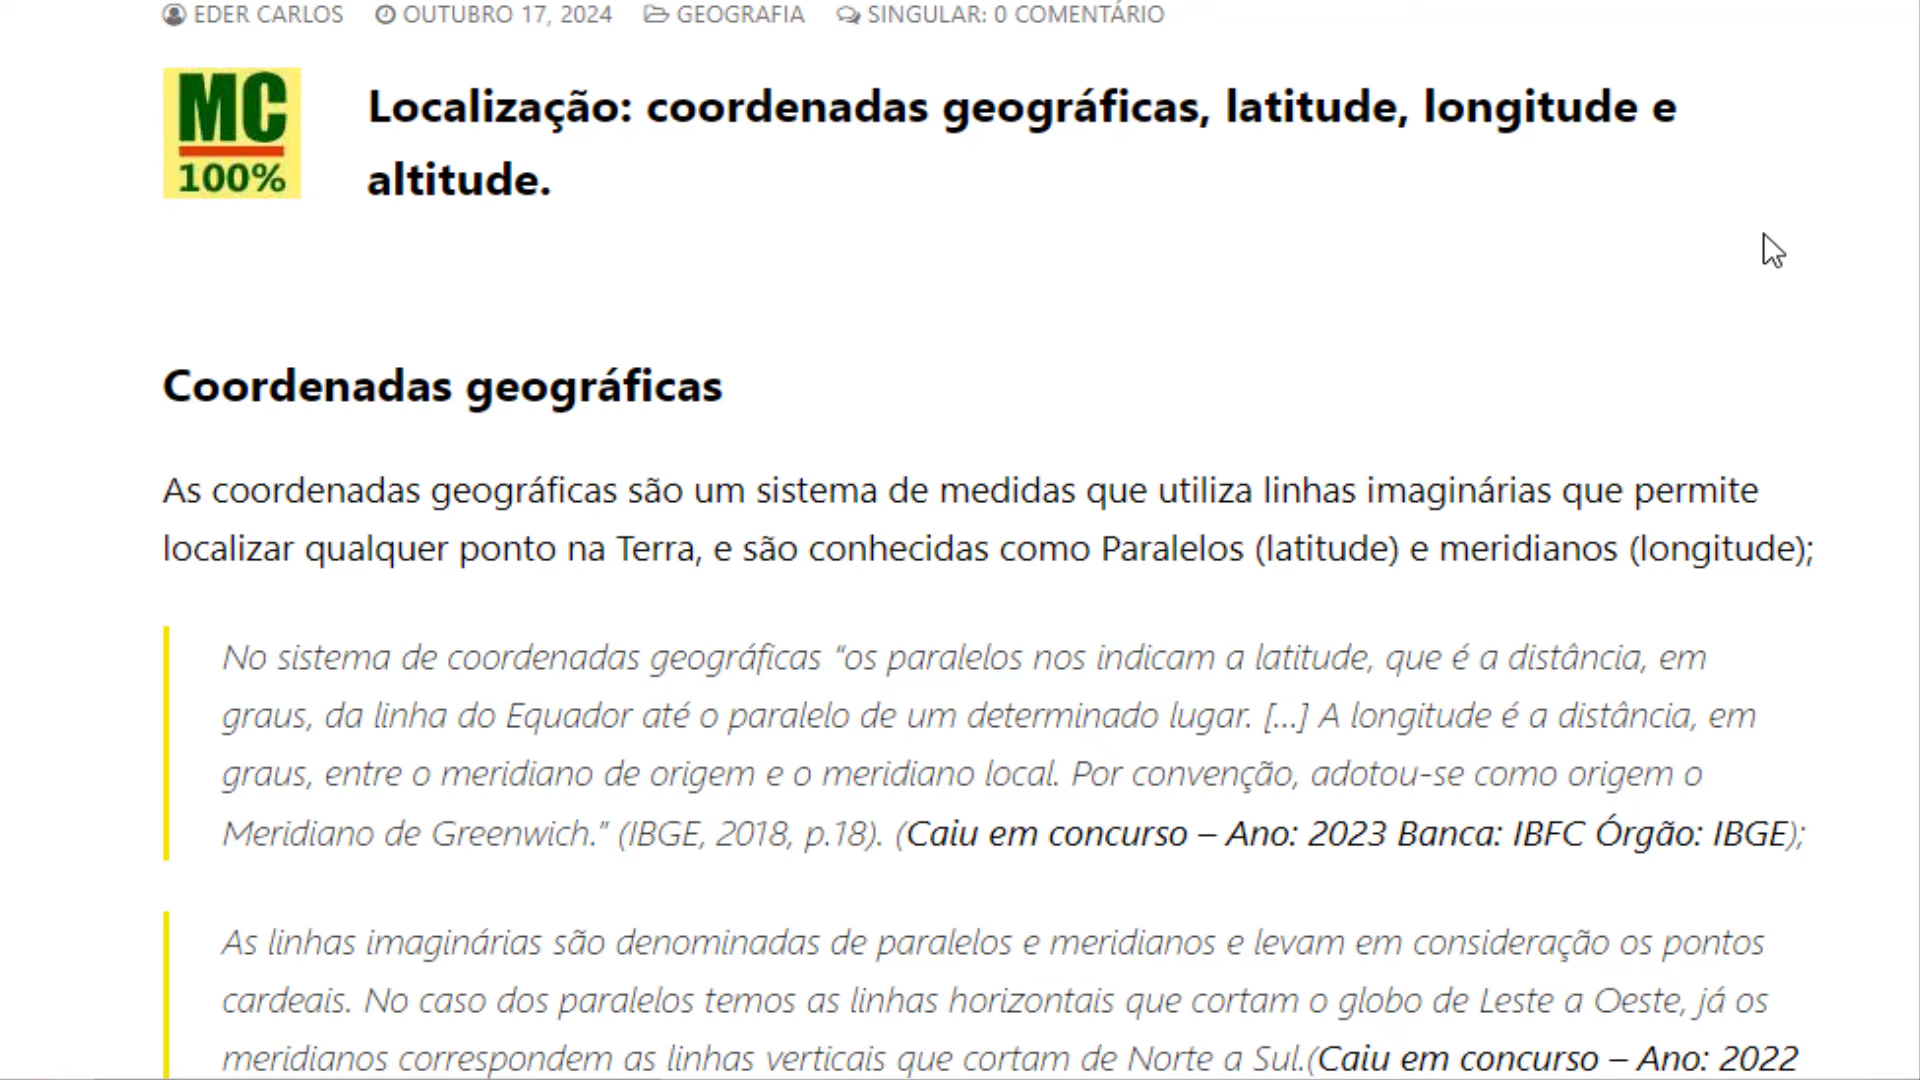 EDER CARLOS OUTUBRO 17, 2024 GEOGRAFIA SINGULAR: 0 COMENTÁRIO
MC
100%
Localização: coordenadas geográficas, latitude, longitude e
altitude.
Coordenadas geográficas
As coordenadas geográficas são um sistema de medidas que utiliza linhas imaginárias que permite
localizar qualquer ponto na Terra, e são conhecidas como Paralelos (latitude) e meridianos (longitude);
No sistema de coordenadas geográficas “os paralelos nos indicam a latitude, que é a distância, em
graus, da linha do Equador até o paralelo de um determinado lugar. [...] A longitude é a distância, em
graus, entre o meridiano de origem e o meridiano local. Por convenção, adotou-se como origem o
Meridiano de Greenwich.” (IBGE, 2018, p.18). (Caiu em concurso – Ano: 2023 Banca: IBFC Órgão: IBGE);
As linhas imaginárias são denominadas de paralelos e meridianos e levam em consideração os pontos
cardeais. No caso dos paralelos temos as linhas horizontais que cortam o globo de Leste a Oeste, já os
meridianos correspondem as linhas verticais que cortam de Norte a Sul.(Caiu em concurso – Ano: 2022